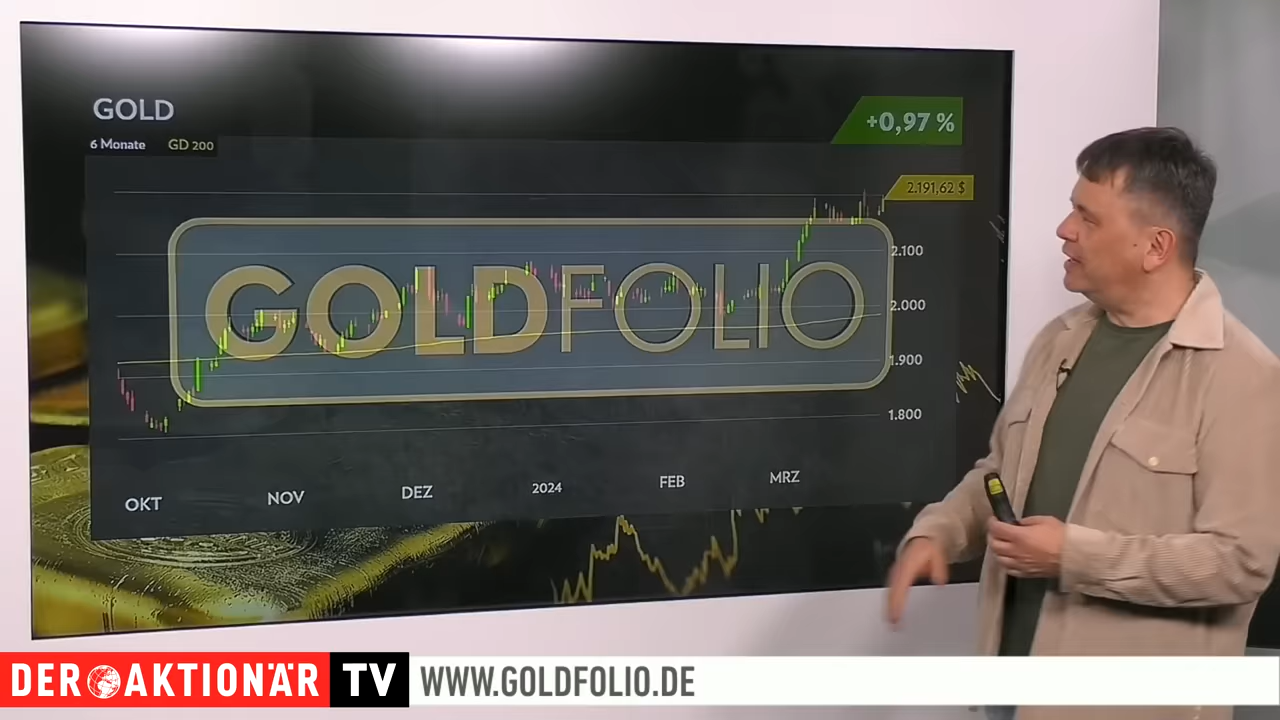 GOLD
+0,97 %
6 Monate GD 200
2.191,62 $
GOLDFOLIO
2.100
2.000
1.900
1.800
OKT NOV DEZ 2024 FEB MRZ
DER AKTIONÄR TV WWW.GOLDFOLIO.DE